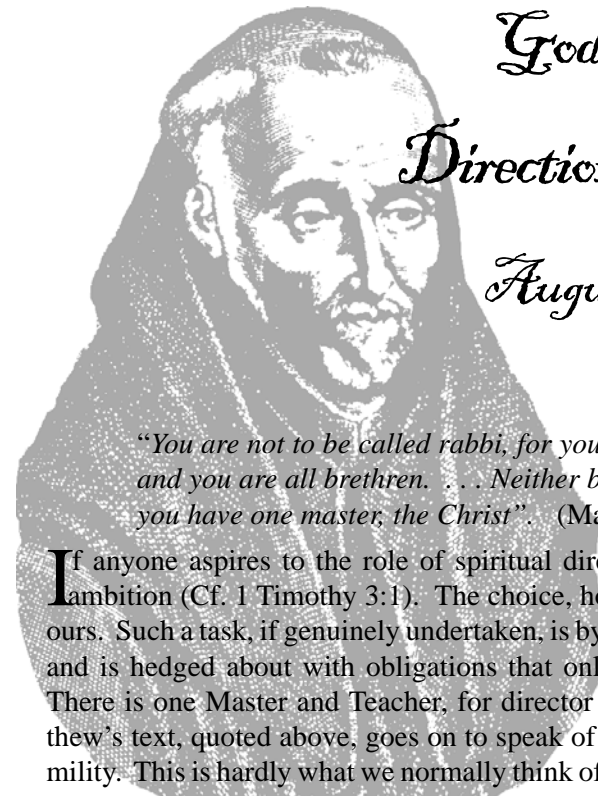 God
Direction
Augu
“You are not to be called rabbi, for you
and you are all brethren. . . . Neither b
you have one master, the Christ”. (Ma
If anyone aspires to the role of spiritual dire
ambition (Cf. 1 Timothy 3:1). The choice, ho
ours. Such a task, if genuinely undertaken, is by
and is hedged about with obligations that onl
There is one Master and Teacher, for director
thew’s text, quoted above, goes on to speak of
mility. This is hardly what we normally think of